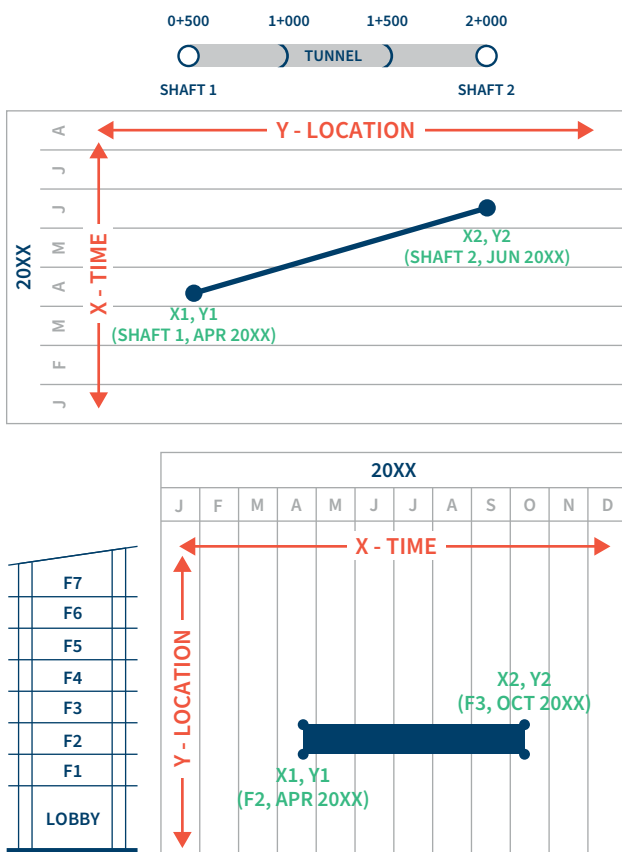 0+500 1+000 1+500 2+000
TUNNEL
SHAFT 1 SHAFT 2
Y - LOCATION
20XX
A
J
J
M
A
M
F
J
X - TIME
X2, Y2
(SHAFT 2, JUN 20XX)
X1, Y1
(SHAFT 1, APR 20XX)
20XX
J F M A M J J A S O N D
X - TIME
Y - LOCATION
F7
F6
F5
F4
F3
F2
F1
LOBBY
X2, Y2
(F3, OCT 20XX)
X1, Y1
(F2, APR 20XX)